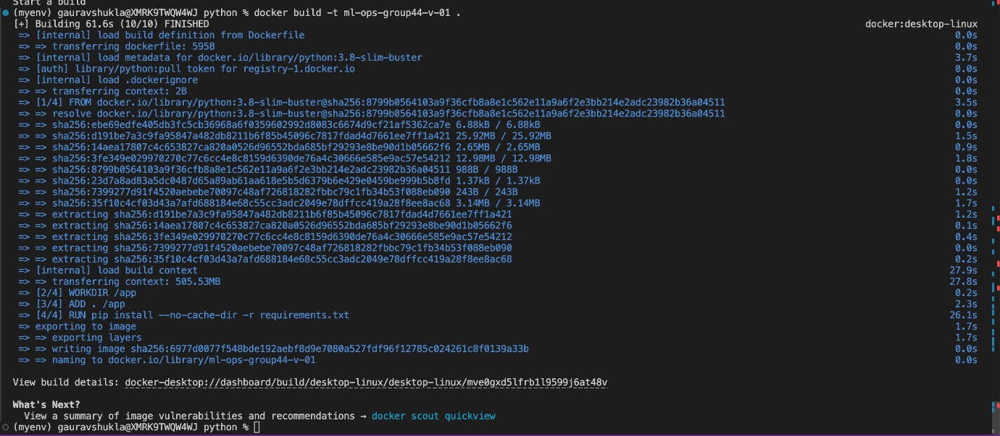 Start a build
(myenv) gauravshukla@XMRK9TWQW4WJ python % docker build -t ml-ops-group44-v-01 .
[+] Building 61.6s (10/10) FINISHED docker:desktop-linux
=> [internal] load build definition from Dockerfile 0.0s
=> => transferring dockerfile: 595B 0.0s
=> [internal] load metadata for docker.io/library/python:3.8-slim-buster 3.7s
=> [auth] library/python:pull token for registry-1.docker.io 0.0s
=> [internal] load .dockerignore 0.0s
=> => transferring context: 2B 0.0s
=> [1/4] FROM docker.io/library/python:3.8-slim-buster@sha256:8799b0564103a9f36cfb8a8e1c562e11a9a6f2e3bb214e2adc23982b36a04511 3.5s
=> => resolve docker.io/library/python:3.8-slim-buster@sha256:8799b0564103a9f36cfb8a8e1c562e11a9a6f2e3bb214e2adc23982b36a04511 0.0s
=> => sha256:ebe69edfe405db3fc5cb36968a6f0359602992d8083c6674d9cf21af5362ca7e 6.88kB / 6.88kB 0.0s
=> => sha256:d191be7a3c9fa95847a482db8211b6f85b45096c7817fdad4d7661ee7ff1a421 25.92MB / 25.92MB 1.5s
=> => sha256:14aea17807c4c653827ca820a0526d96552bda685bf29293e8be90d1b05662f6 2.65MB / 2.65MB 0.9s
=> => sha256:3fe349e029970270c77c6cc4e8c8159d6390de76a4c30666e585e9ac57e54212 12.98MB / 12.98MB 1.8s
=> => sha256:8799b0564103a9f36cfb8a8e1c562e11a9a6f2e3bb214e2adc23982b36a04511 988B / 988B 0.0s
=> => sha256:23d7a8ad83a5dc0487d65a89ab61aa618e5b5d6379b6e429e0459be999b5b8fd 1.37kB / 1.37kB 0.0s
=> => sha256:7399277d91f4520aebebe70097c48af726818282fbbc79c1fb34b53f088eb090 243B / 243B 1.2s
=> => sha256:35f10c4cf03d43a7afd688184e68c55cc3adc2049e78dffcc419a28f8ee8ac68 3.14MB / 3.14MB 1.7s
=> => extracting sha256:d191be7a3c9fa95847a482db8211b6f85b45096c7817fdad4d7661ee7ff1a421 1.2s
=> => extracting sha256:14aea17807c4c653827ca820a0526d96552bda685bf29293e8be90d1b05662f6 0.1s
=> => extracting sha256:3fe349e029970270c77c6cc4e8c8159d6390de76a4c30666e585e9ac57e54212 0.4s
=> => extracting sha256:7399277d91f4520aebebe70097c48af726818282fbbc79c1fb34b53f088eb090 0.0s
=> => extracting sha256:35f10c4cf03d43a7afd688184e68c55cc3adc2049e78dffcc419a28f8ee8ac68 0.2s
=> [internal] load build context 27.9s
=> => transferring context: 505.53MB 27.8s
=> [2/4] WORKDIR /app 0.2s
=> [3/4] ADD . /app 2.3s
=> [4/4] RUN pip install --no-cache-dir -r requirements.txt 26.1s
=> exporting to image 1.7s
=> => exporting layers 1.7s
=> => writing image sha256:6977d0077f548bde192aebf8d9e7080a527fdf96f12785c024261c8f0139a33b 0.0s
=> => naming to docker.io/library/ml-ops-group44-v-01 0.0s
View build details: docker-desktop://dashboard/build/desktop-linux/desktop-linux/mve0gxd5lfrb1l9599j6at48v
What's Next?
View a summary of image vulnerabilities and recommendations → docker scout quickview
(myenv) gauravshukla@XMRK9TWQW4WJ python %